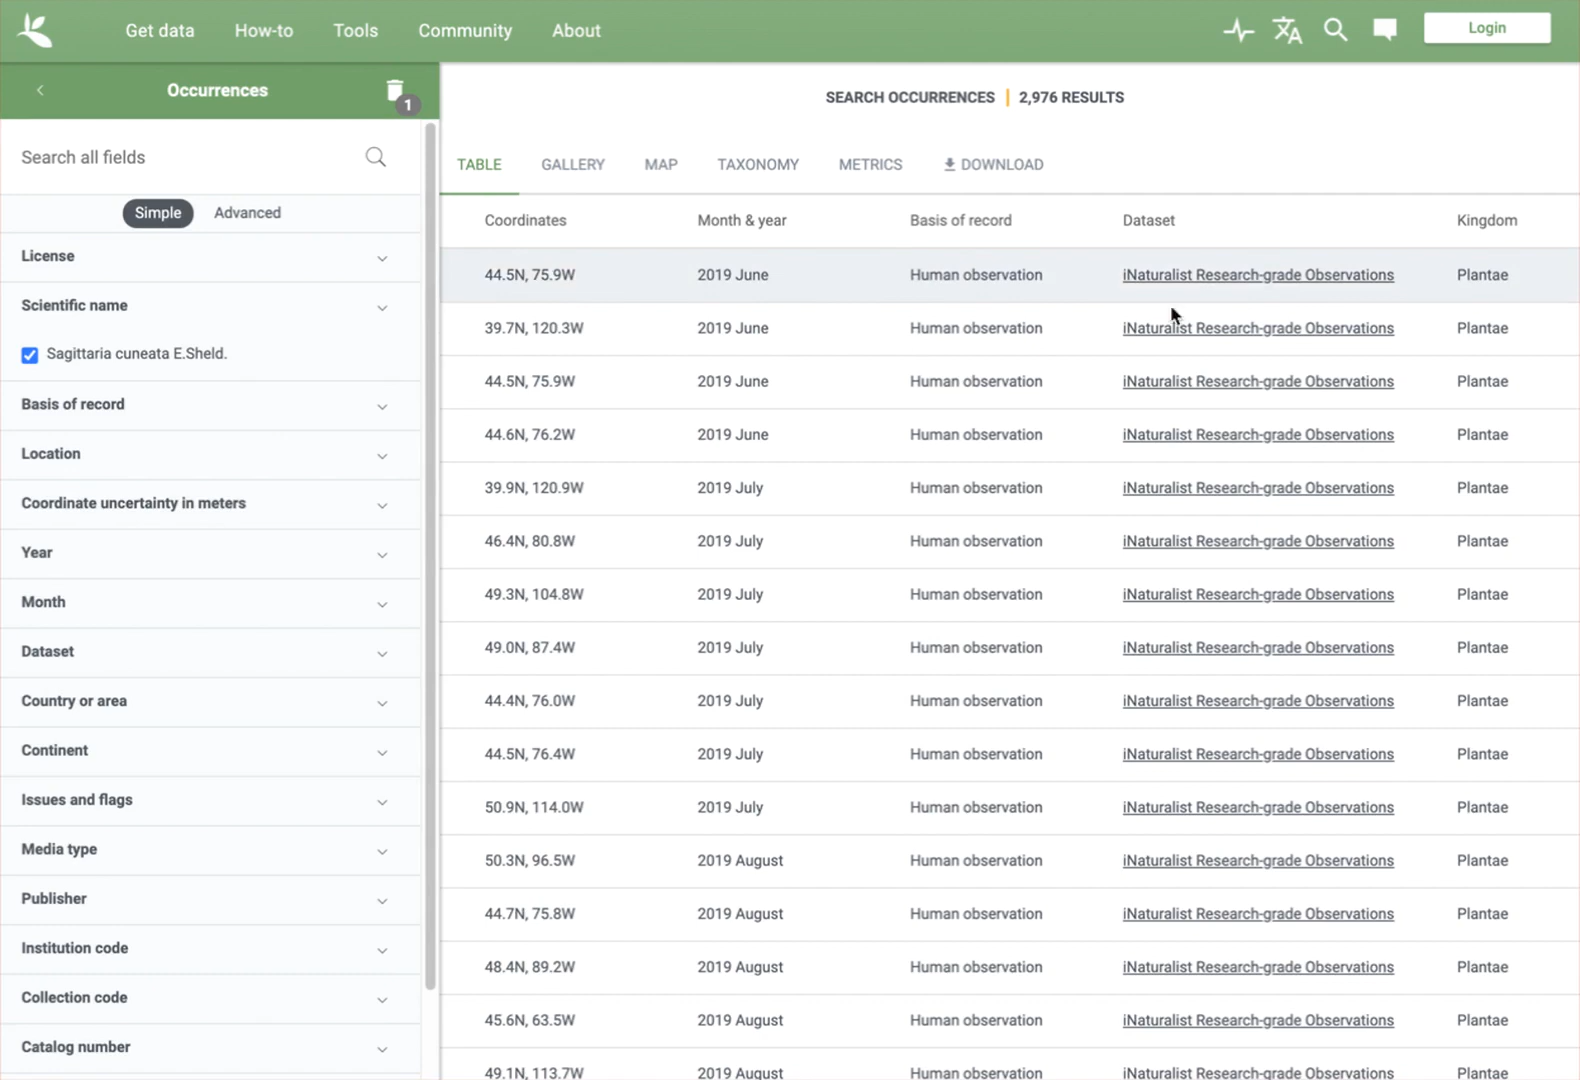 Get data How-to Tools Community About Login
Occurrences 1
Search all fields
Simple Advanced
License
Scientific name
Sagittaria cuneata E.Sheld.
Basis of record
Location
Coordinate uncertainty in meters
Year
Month
Dataset
Country or area
Continent
Issues and flags
Media type
Publisher
Institution code
Collection code
Catalog number
SEARCH OCCURRENCES | 2,976 RESULTS
TABLE GALLERY MAP TAXONOMY METRICS DOWNLOAD
Coordinates Month & year Basis of record Dataset Kingdom
44.5N, 75.9W 2019 June Human observation iNaturalist Research-grade Observations Plantae
39.7N, 120.3W 2019 June Human observation iNaturalist Research-grade Observations Plantae
44.5N, 75.9W 2019 June Human observation iNaturalist Research-grade Observations Plantae
44.6N, 76.2W 2019 June Human observation iNaturalist Research-grade Observations Plantae
39.9N, 120.9W 2019 July Human observation iNaturalist Research-grade Observations Plantae
46.4N, 80.8W 2019 July Human observation iNaturalist Research-grade Observations Plantae
49.3N, 104.8W 2019 July Human observation iNaturalist Research-grade Observations Plantae
49.0N, 87.4W 2019 July Human observation iNaturalist Research-grade Observations Plantae
44.4N, 76.0W 2019 July Human observation iNaturalist Research-grade Observations Plantae
44.5N, 76.4W 2019 July Human observation iNaturalist Research-grade Observations Plantae
50.9N, 114.0W 2019 July Human observation iNaturalist Research-grade Observations Plantae
50.3N, 96.5W 2019 August Human observation iNaturalist Research-grade Observations Plantae
44.7N, 75.8W 2019 August Human observation iNaturalist Research-grade Observations Plantae
48.4N, 89.2W 2019 August Human observation iNaturalist Research-grade Observations Plantae
45.6N, 63.5W 2019 August Human observation iNaturalist Research-grade Observations Plantae
49.1N, 113.7W 2019 August Human observation iNaturalist Research-grade Observations Plantae